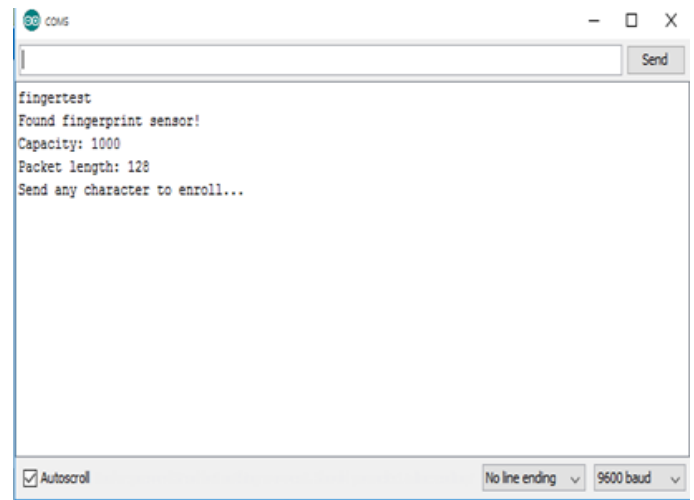 COM6
Send
fingertest
Found fingerprint sensor!
Capacity: 1000
Packet length: 128
Send any character to enroll...
Autoscroll
No line ending
9600 baud